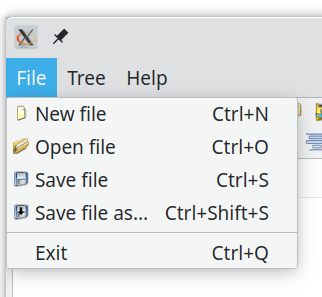 File Tree Help
New file Ctrl+N
Open file Ctrl+O
Save file Ctrl+S
Save file as... Ctrl+Shift+S
Exit Ctrl+Q